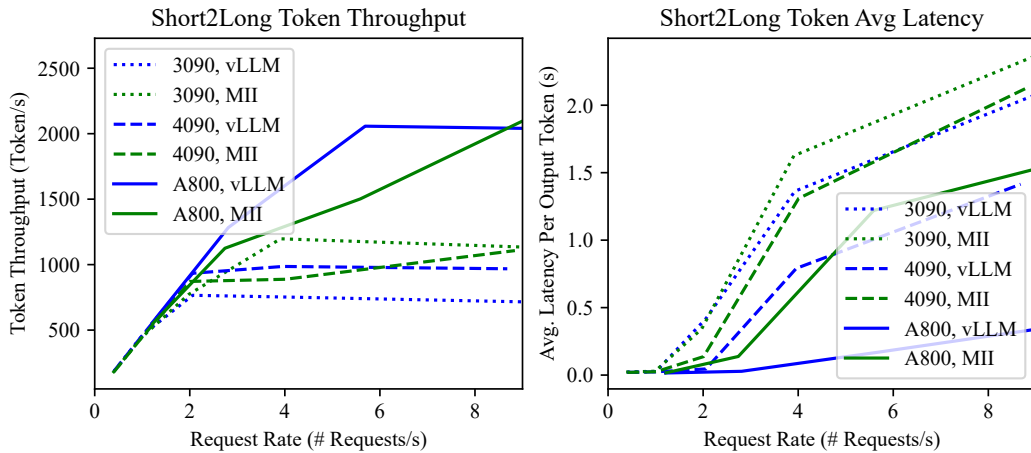 Short2Long Token Throughput
Token Throughput (Token/s)
2500
2000
1500
1000
500
3090, vLLM
3090, MII
4090, vLLM
4090, MII
A800, vLLM
A800, MII
0
2
4
6
8
Request Rate (# Requests/s)
Short2Long Token Avg Latency
Avg. Latency Per Output Token (s)
2.0
1.5
1.0
0.5
0.0
3090, vLLM
3090, MII
4090, vLLM
4090, MII
A800, vLLM
A800, MII
0
2
4
6
8
Request Rate (# Requests/s)